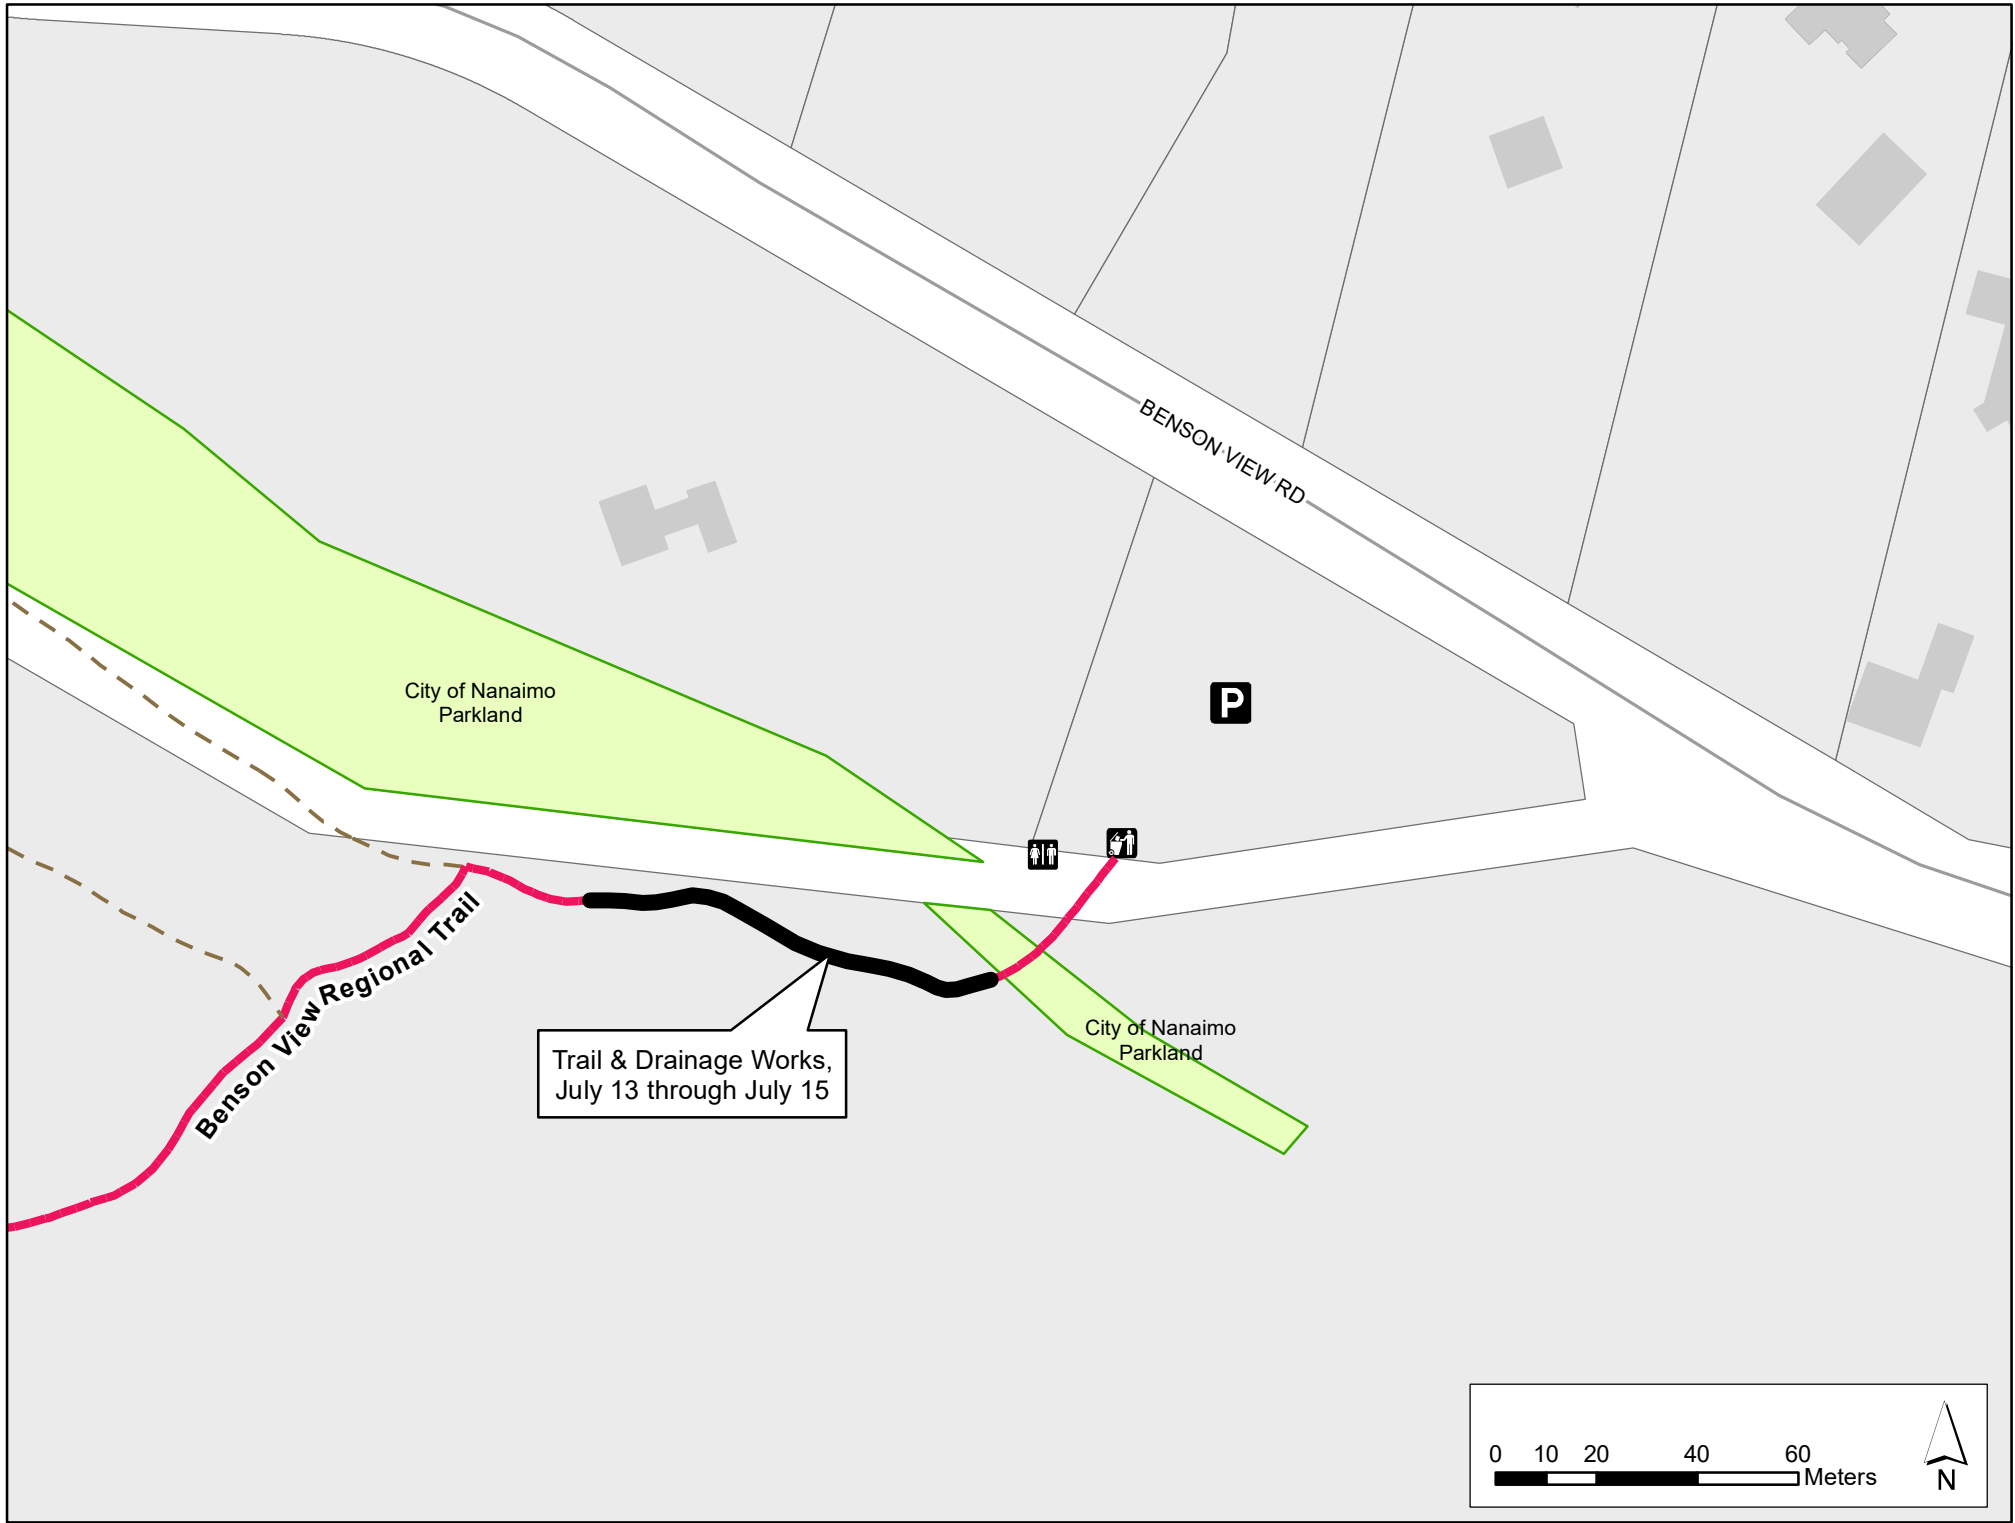 BENSON VIEW RD
City of Nanaimo
Parkland
P
Benson View Regional Trail
City of Nanaimo
Parkland
Trail & Drainage Works,
July 13 through July 15
0 10 20 40 60
Meters
N